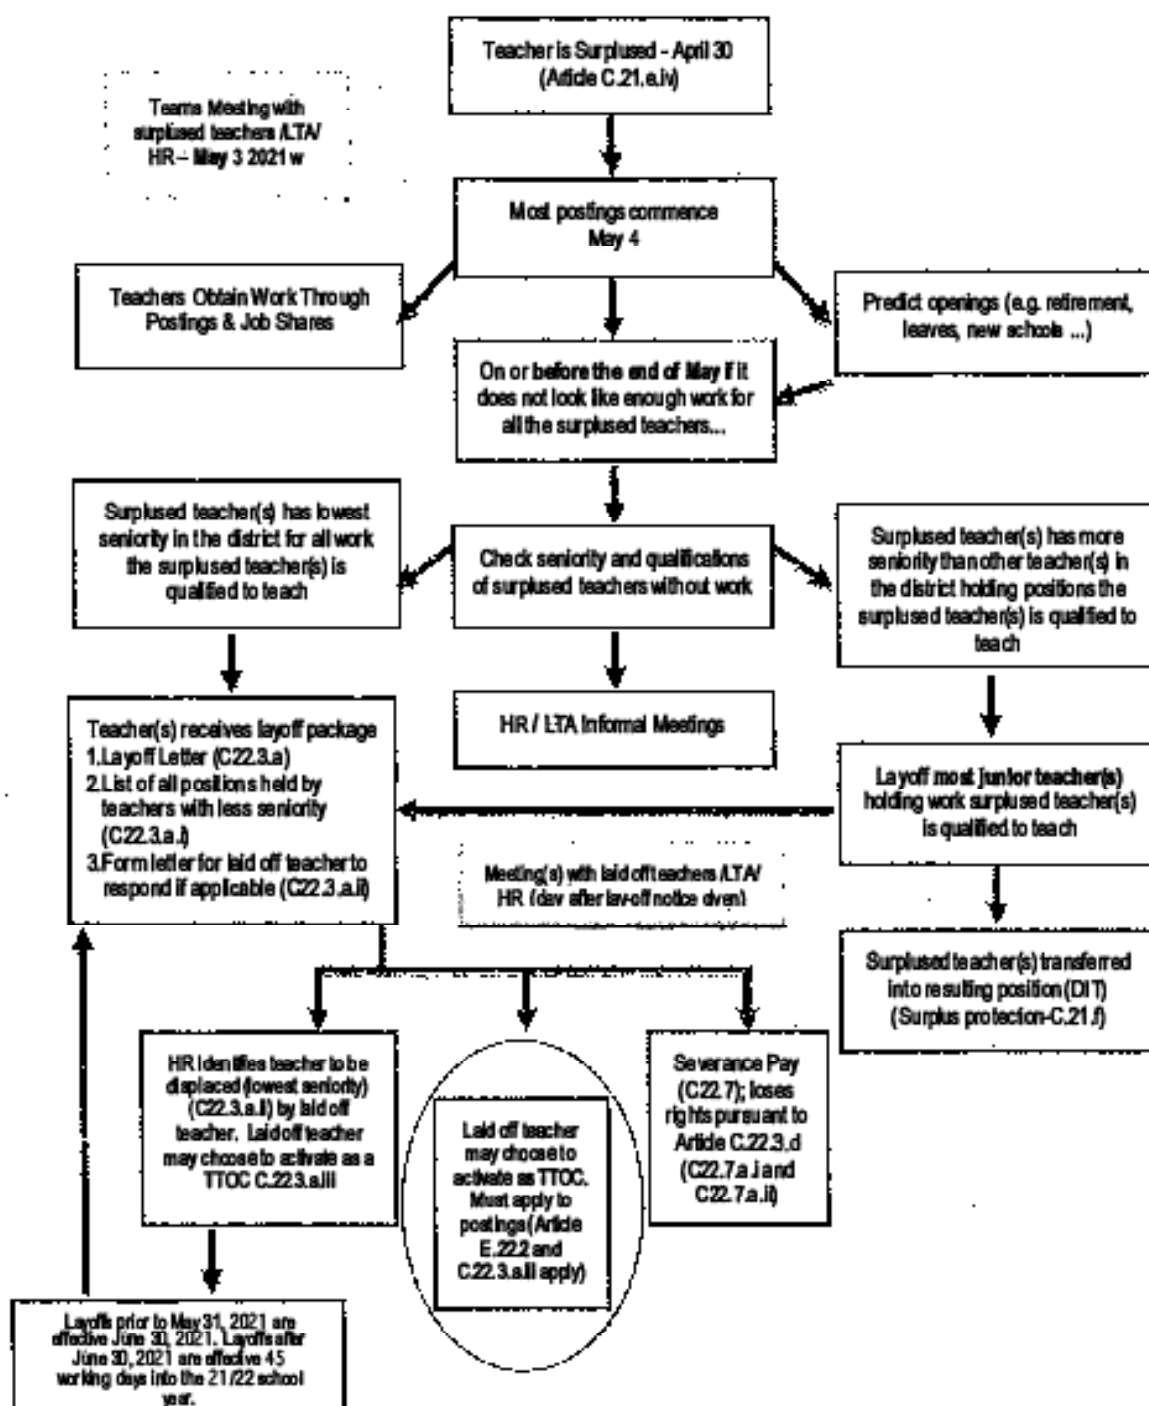 Teacher is Surplused - April 30
(Article C.21.e.iv)
Teams Meeting with
surplused teachers /LTA/
HR – May 3 2021 w
Most postings commence
May 4
Teachers Obtain Work Through
Postings & Job Shares
Predict openings (e.g. retirement,
leaves, new schools ...)
On or before the end of May if it
does not look like enough work for
all the surplused teachers...
Surplused teacher(s) has lowest
seniority in the district for all work
the surplused teacher(s) is
qualified to teach
Check seniority and qualifications
of surplused teachers without work
Surplused teacher(s) has more
seniority than other teacher(s) in
the district holding positions the
surplused teacher(s) is qualified to
teach
HR / LTA Informal Meetings
Teacher(s) receives layoff package
1.Layoff Letter (C22.3.a)
2.List of all positions held by
teachers with less seniority
(C22.3.a.i)
3.Form letter for laid off teacher to
respond if applicable (C22.3.a.ii)
Layoff most junior teacher(s)
holding work surplused teacher(s)
is qualified to teach
Meeting(s) with laid off teachers /LTA/
HR (day after lay-off notice given)
Surplused teacher(s) transferred
into resulting position (DIT)
(Surplus protection-C.21.f)
HR Identifies teacher to be
displaced (lowest seniority)
(C22.3.a.ii) by laid off
teacher. Laid off teacher
may choose to activate as a
TTOC C.22.3.a.iii
Laid off teacher
may choose to
activate as TTOC.
Must apply to
postings (Article
E.22.2 and
C.22.3.a.iii apply)
Severance Pay
(C22.7); loses
rights pursuant to
Article C.22.3.d
(C22.7.a.i and
C22.7.a.ii)
Layoffs prior to May 31, 2021 are
effective June 30, 2021. Layoffs after
June 30, 2021 are effective 45
working days into the 21/22 school
year.